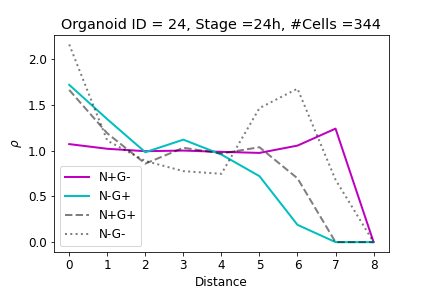 Organoid ID = 24, Stage =24h, #Cells =344
ρ
2.0
1.5
1.0
0.5
0.0
N+G-
N-G+
N+G+
N-G-
0 1 2 3 4 5 6 7 8
Distance